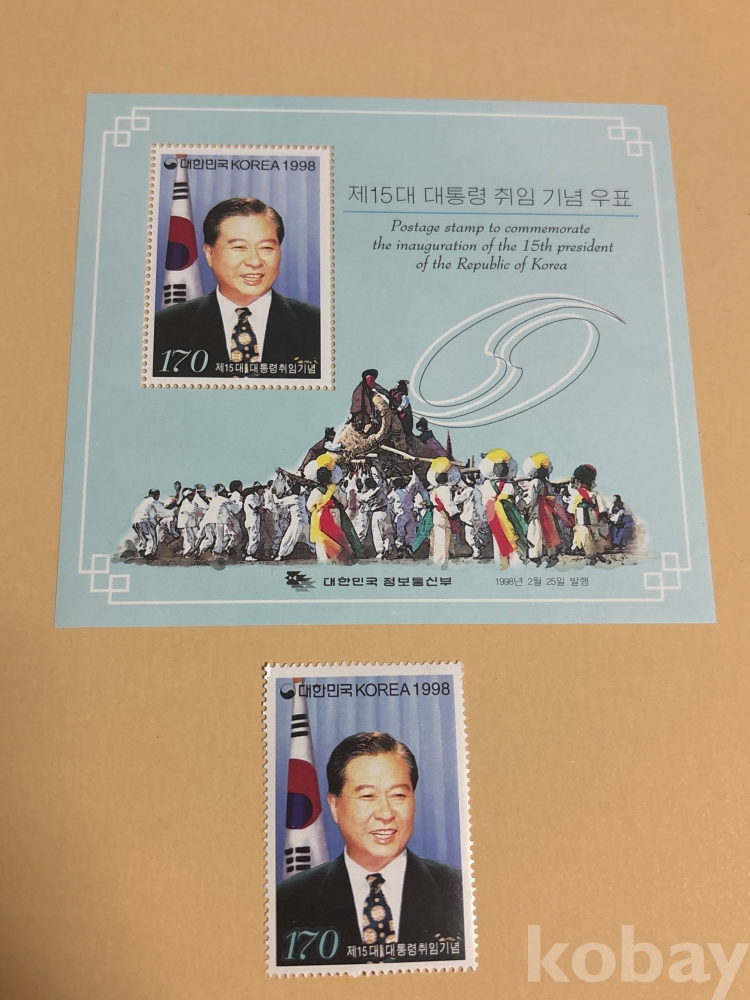 대한민국 KOREA 1998
제15대 대통령 취임 기념 우표
Postage stamp to commemorate
the inauguration of the 15th president
of the Republic of Korea
170
제15대 대통령취임기념
대한민국 정보통신부
1998년 2월 25일 발행
대한민국 KOREA 1998
170
제15대 대통령취임기념
kobay